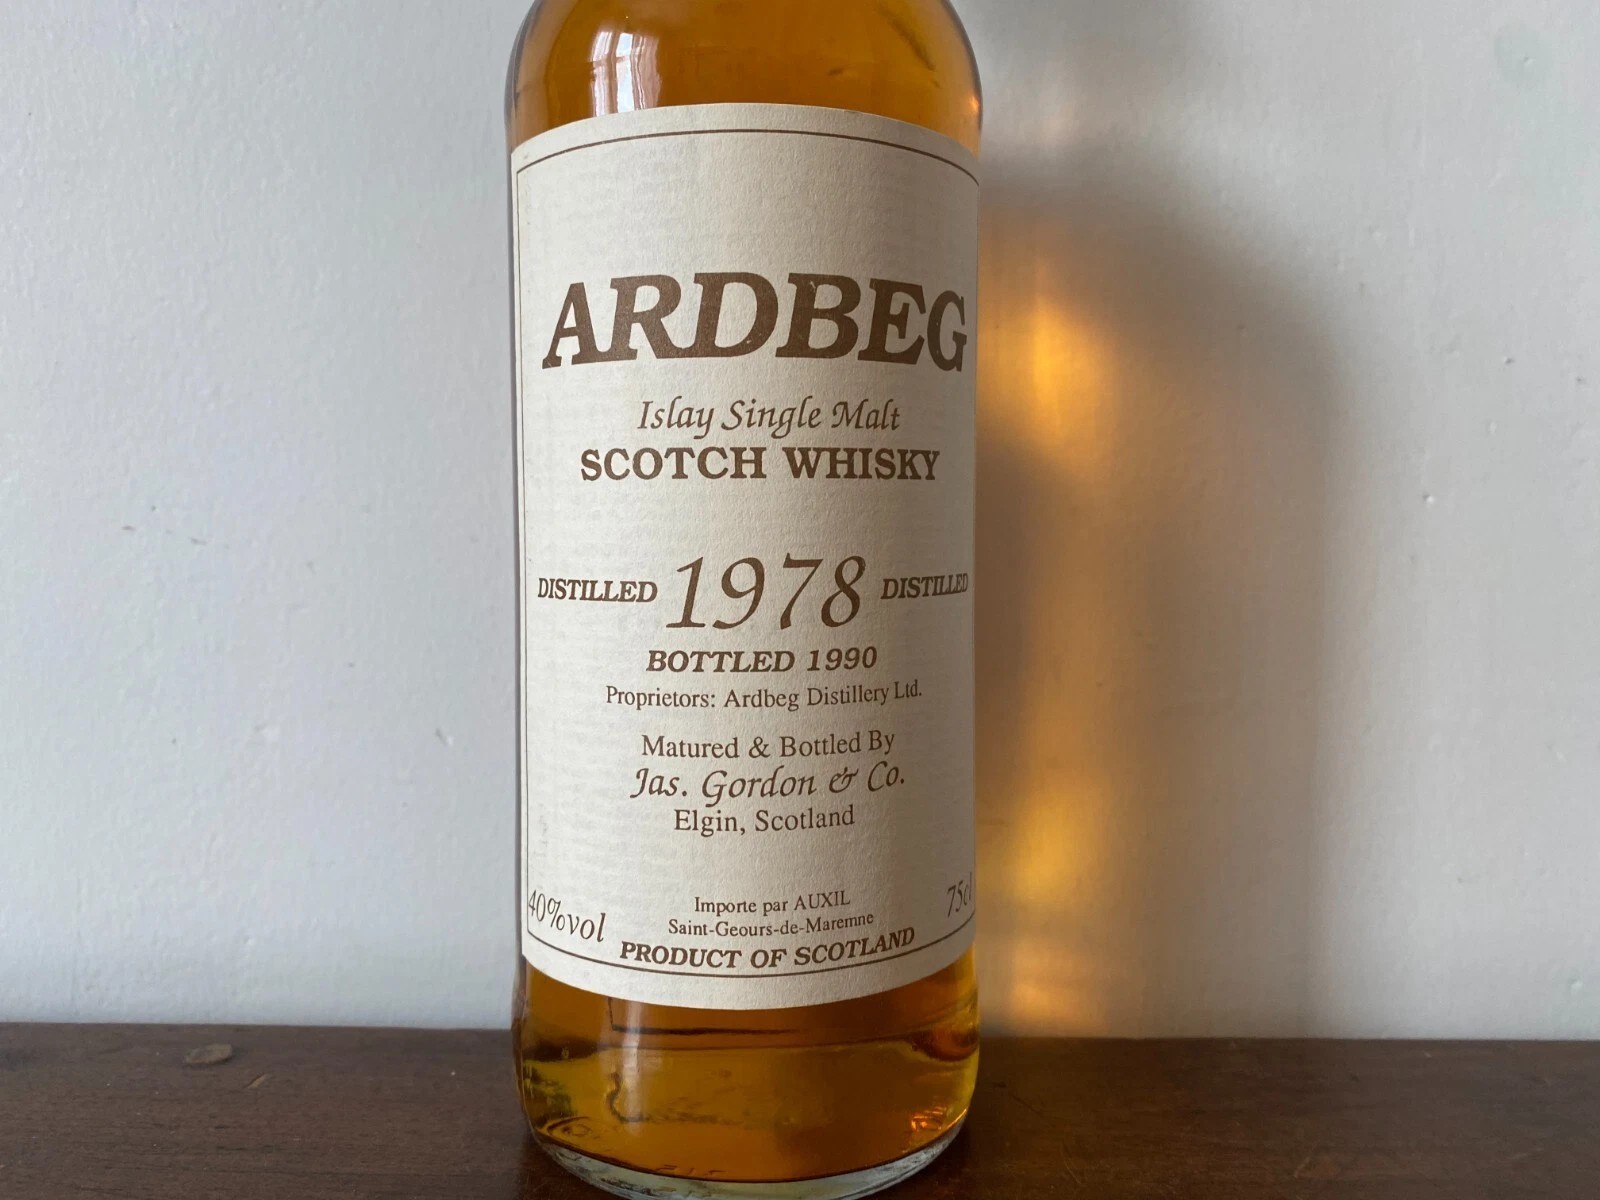 ARDBEG
Islay Single Malt
SCOTCH WHISKY
DISTILLED 1978 DISTILLED
BOTTLED 1990
Proprietors: Ardbeg Distillery Ltd.
Matured & Bottled By
Jas. Gordon & Co.
Elgin, Scotland
Importe par AUXIL
Saint-Geours-de-Maremne
40%vol 75cl
PRODUCT OF SCOTLAND